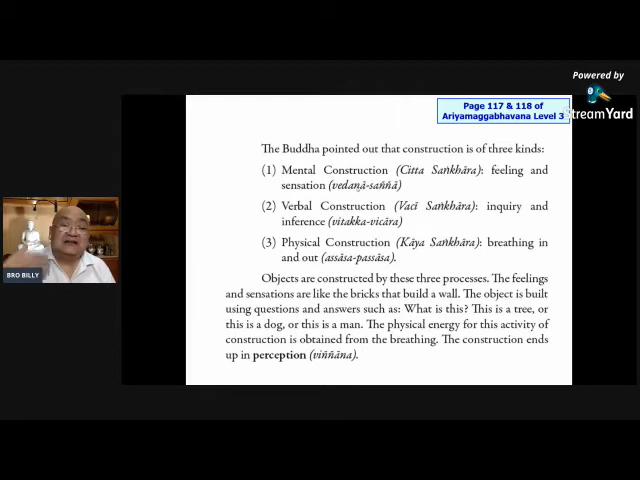 Powered by
StreamYard
Page 117 & 118 of
Ariyamaggabhavana Level 3
The Buddha pointed out that construction is of three kinds:
(1) Mental Construction (Citta Saṅkhāra): feeling and
sensation (vedanā-saññā)
(2) Verbal Construction (Vacī Saṅkhāra): inquiry and
inference (vitakka-vicāra)
(3) Physical Construction (Kāya Saṅkhāra): breathing in
and out (assāsa-passāsa).
Objects are constructed by these three processes. The feelings
and sensations are like the bricks that build a wall. The object is built
using questions and answers such as: What is this? This is a tree, or
this is a dog, or this is a man. The physical energy for this activity of
construction is obtained from the breathing. The construction ends
up in perception (viññāna).
BRO BILLY